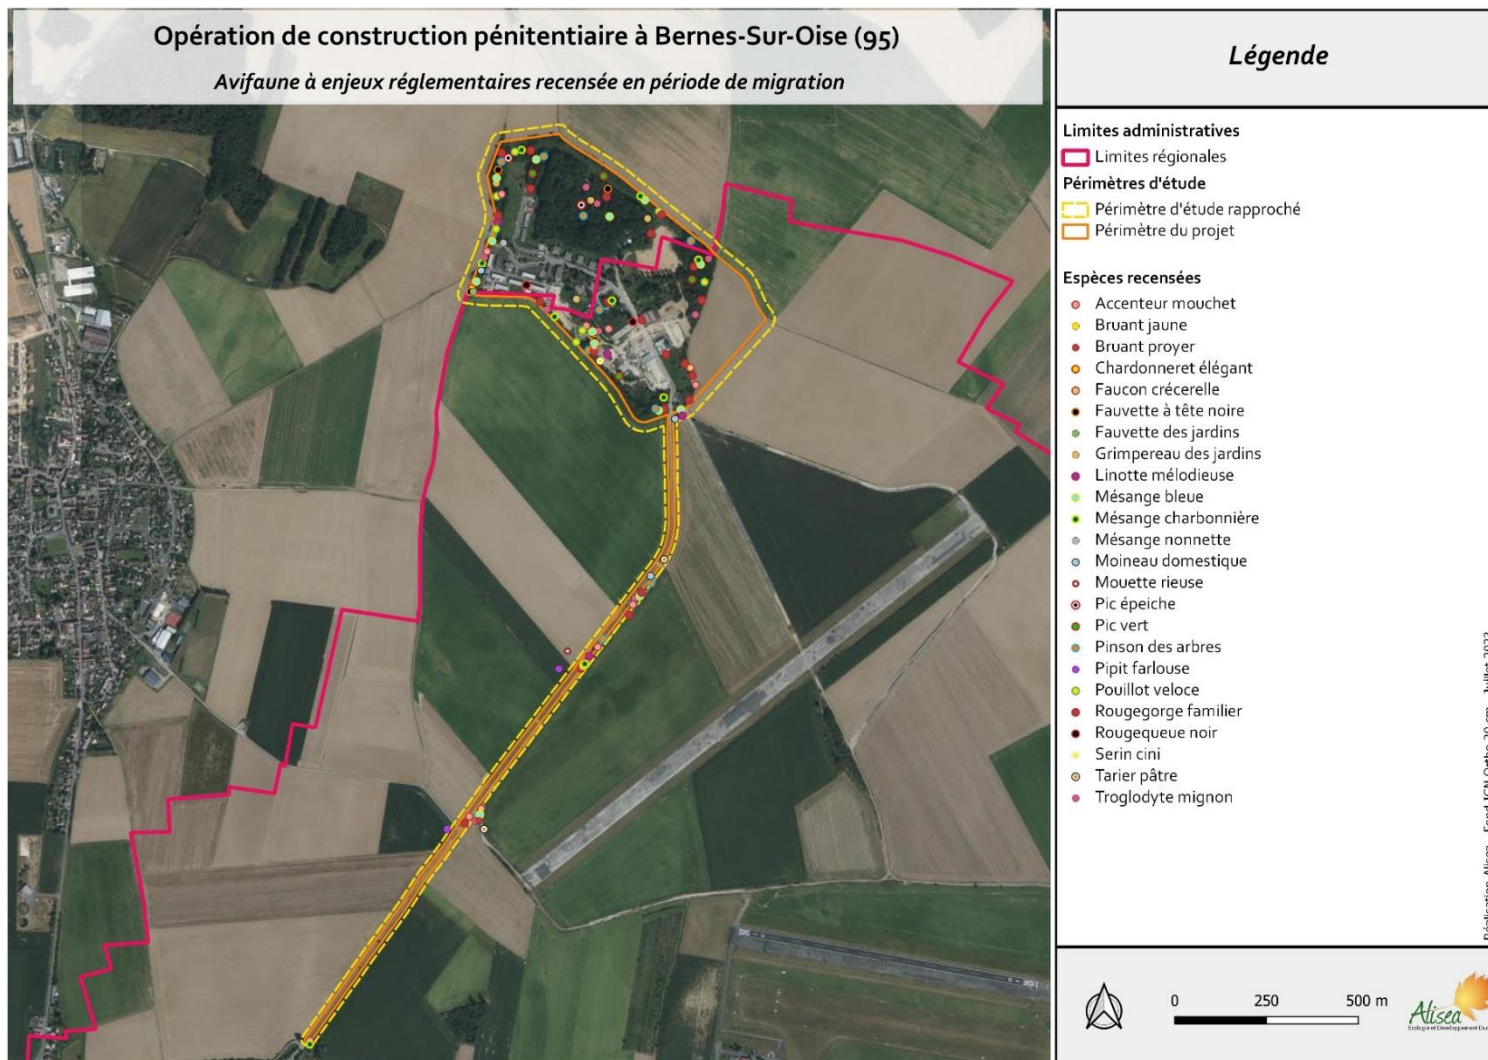 Opération de construction pénitentiaire à Bernes-Sur-Oise (95)
Avifaune à enjeux réglementaires recensée en période de migration
Légende
Limites administratives
Limites régionales
Périmètres d'étude
Périmètre d'étude rapproché
Périmètre du projet
Espèces recensées
Accenteur mouchet
Bruant jaune
Bruant proyer
Chardonneret élégant
Faucon crécerelle
Fauvette à tête noire
Fauvette des jardins
Grimpereau des jardins
Linotte mélodieuse
Mésange bleue
Mésange charbonnière
Mésange nonnette
Moineau domestique
Mouette rieuse
Pic épeiche
Pic vert
Pinson des arbres
Pipit farlouse
Pouillot veloce
Rougegorge familier
Rougequeue noir
Serin cini
Tarier pâtre
Troglodyte mignon
0 250 500 m
Alisea